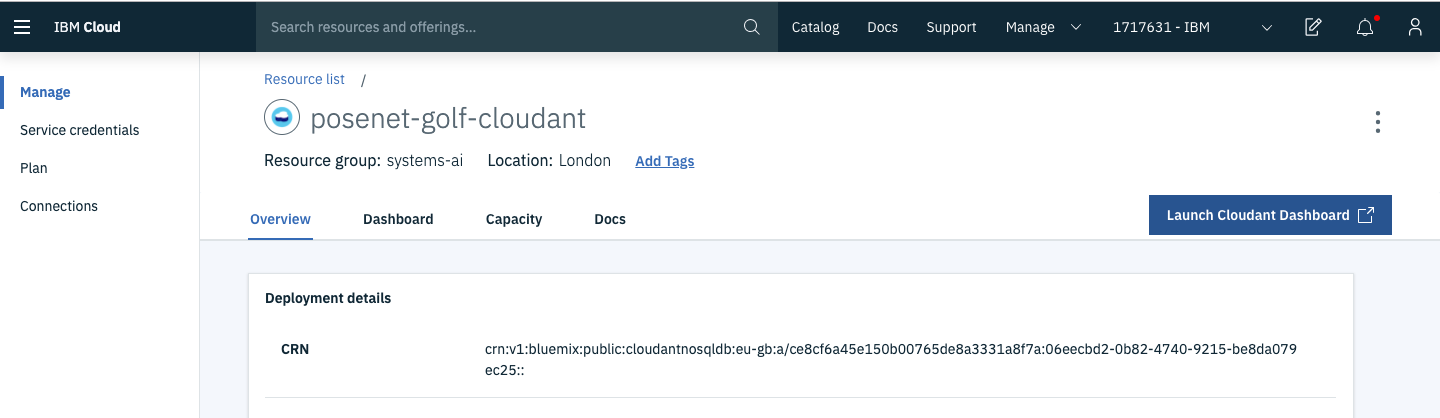 IBM Cloud Search resources and offerings... Catalog Docs Support Manage 1717631 - IBM
Resource list /
Manage
posenet-golf-cloudant
Service credentials
Resource group: systems-ai Location: London Add Tags
Plan
Connections
Overview Dashboard Capacity Docs Launch Cloudant Dashboard
Deployment details
CRN crn:v1:bluemix:public:cloudantnosqldb:eu-gb:a/ce8cf6a45e150b00765de8a3331a8f7a:06eecbd2-0b82-4740-9215-be8da079
ec25::